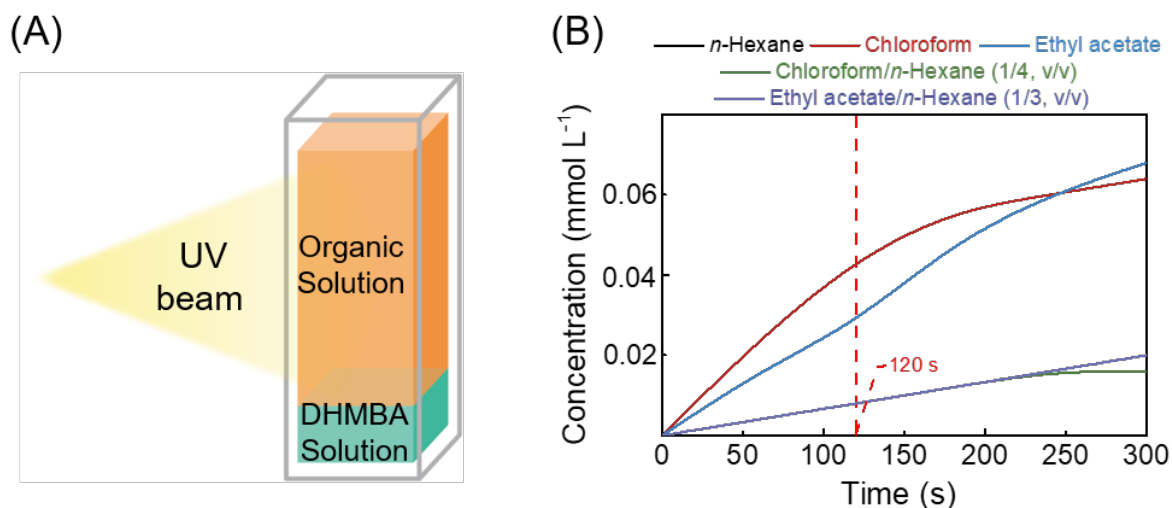 (A)
UV
beam
Organic
Solution
DHMBA
Solution
(B)
n-Hexane Chloroform Ethyl acetate
Chloroform/n-Hexane (1/4, v/v)
Ethyl acetate/n-Hexane (1/3, v/v)
Concentration (mmol L⁻¹)
0.06
0.04
0.02
~120 s
0 50 100 150 200 250 300
Time (s)